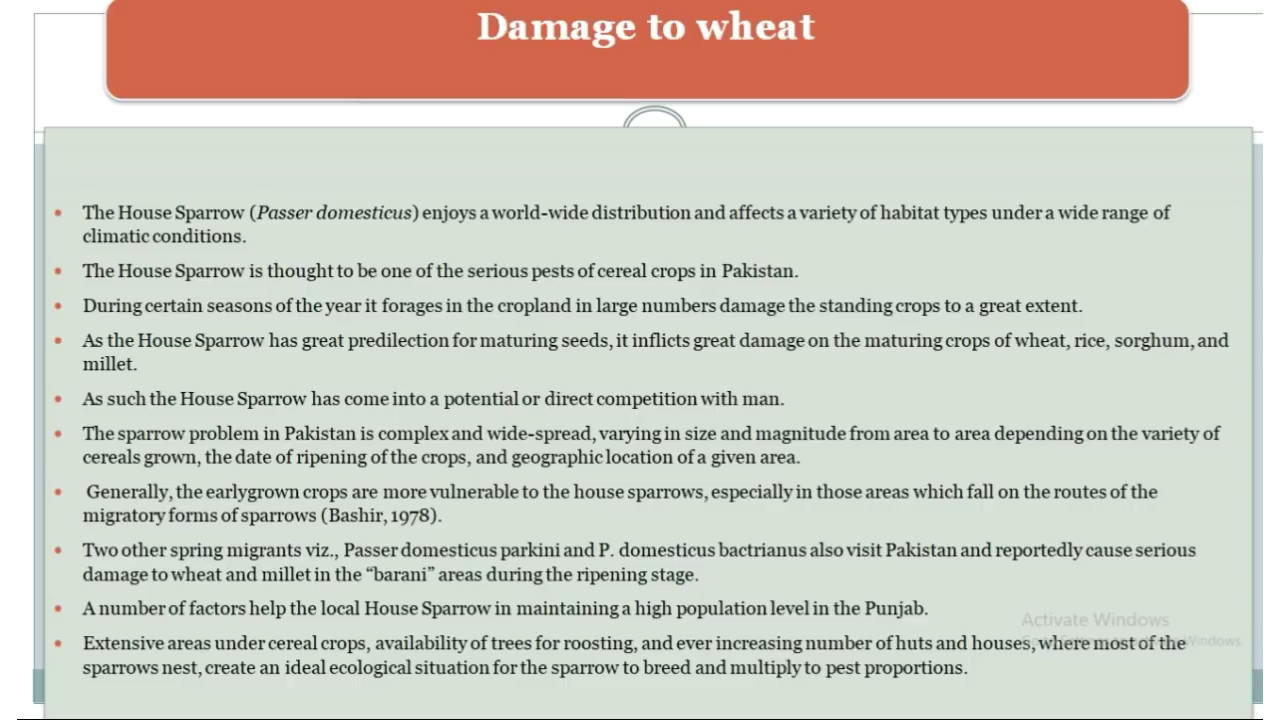 Damage to wheat
• The House Sparrow (Passer domesticus) enjoys a world-wide distribution and affects a variety of habitat types under a wide range of
climatic conditions.
• The House Sparrow is thought to be one of the serious pests of cereal crops in Pakistan.
• During certain seasons of the year it forages in the cropland in large numbers damage the standing crops to a great extent.
• As the House Sparrow has great predilection for maturing seeds, it inflicts great damage on the maturing crops of wheat, rice, sorghum, and
millet.
• As such the House Sparrow has come into a potential or direct competition with man.
• The sparrow problem in Pakistan is complex and wide-spread, varying in size and magnitude from area to area depending on the variety of
cereals grown, the date of ripening of the crops, and geographic location of a given area.
• Generally, the earlygrown crops are more vulnerable to the house sparrows, especially in those areas which fall on the routes of the
migratory forms of sparrows (Bashir, 1978).
• Two other spring migrants viz., Passer domesticus parkini and P. domesticus bactrianus also visit Pakistan and reportedly cause serious
damage to wheat and millet in the “barani” areas during the ripening stage.
• A number of factors help the local House Sparrow in maintaining a high population level in the Punjab.
Activate Windows
• Extensive areas under cereal crops, availability of trees for roosting, and ever increasing number of huts and houses, where most of the
Windows.
sparrows nest, create an ideal ecological situation for the sparrow to breed and multiply to pest proportions.